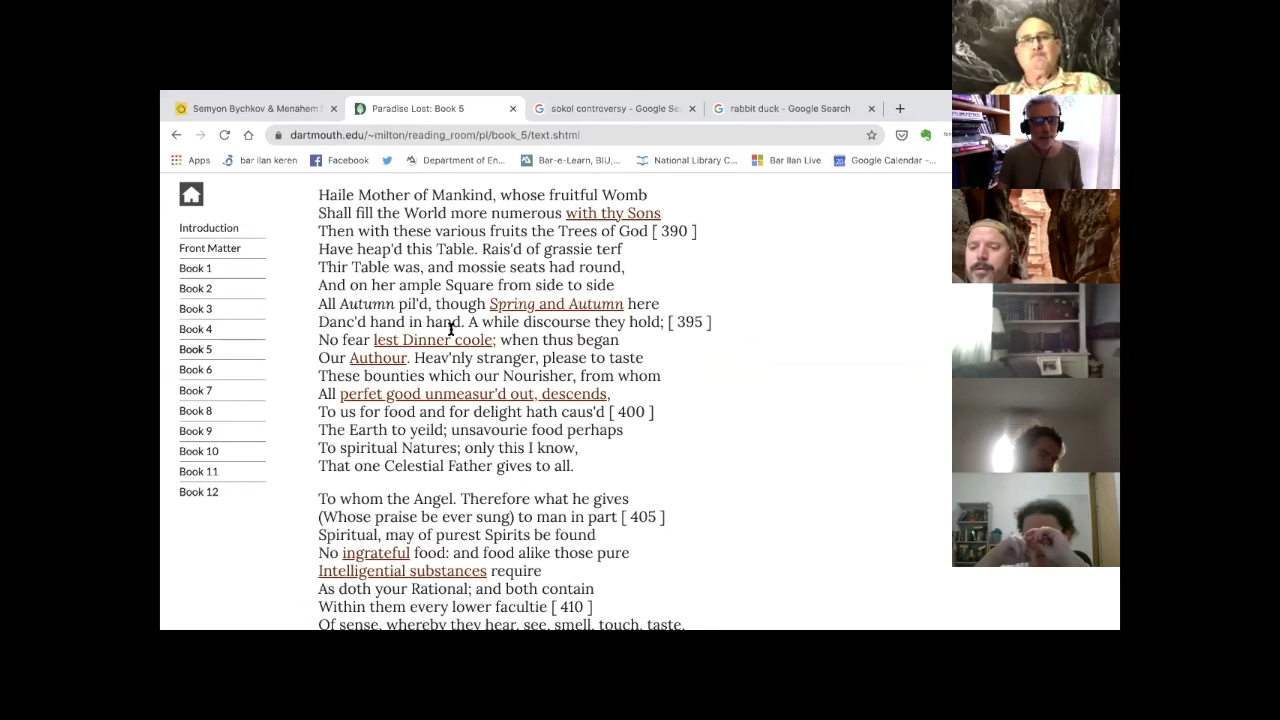 Semyon Bychkov & Menahem
Paradise Lost: Book 5
sokol controversy - Google Se
rabbit duck - Google Search
dartmouth.edu/~milton/reading_room/pl/book_5/text.shtml
Apps
bar ilan keren
Facebook
Department of En...
Bar-e-Learn, BIU,...
National Library C...
Bar Ilan Live
Google Calendar -...
Introduction
Front Matter
Book 1
Book 2
Book 3
Book 4
Book 5
Book 6
Book 7
Book 8
Book 9
Book 10
Book 11
Book 12
Haile Mother of Mankind, whose fruitful Womb
Shall fill the World more numerous with thy Sons
Then with these various fruits the Trees of God [ 390 ]
Have heap'd this Table. Rais'd of grassie terf
Thir Table was, and mossie seats had round,
And on her ample Square from side to side
All Autumn pil'd, though Spring and Autumn here
Danc'd hand in hand. A while discourse they hold; [ 395 ]
No fear lest Dinner coole; when thus began
Our Authour. Heav'nly stranger, please to taste
These bounties which our Nourisher, from whom
All perfet good unmeasur'd out, descends,
To us for food and for delight hath caus'd [ 400 ]
The Earth to yeild; unsavourie food perhaps
To spiritual Natures; only this I know,
That one Celestial Father gives to all.
To whom the Angel. Therefore what he gives
(Whose praise be ever sung) to man in part [ 405 ]
Spiritual, may of purest Spirits be found
No ingrateful food: and food alike those pure
Intelligential substances require
As doth your Rational; and both contain
Within them every lower facultie [ 410 ]
Of sense, whereby they hear, see, smell, touch, taste,